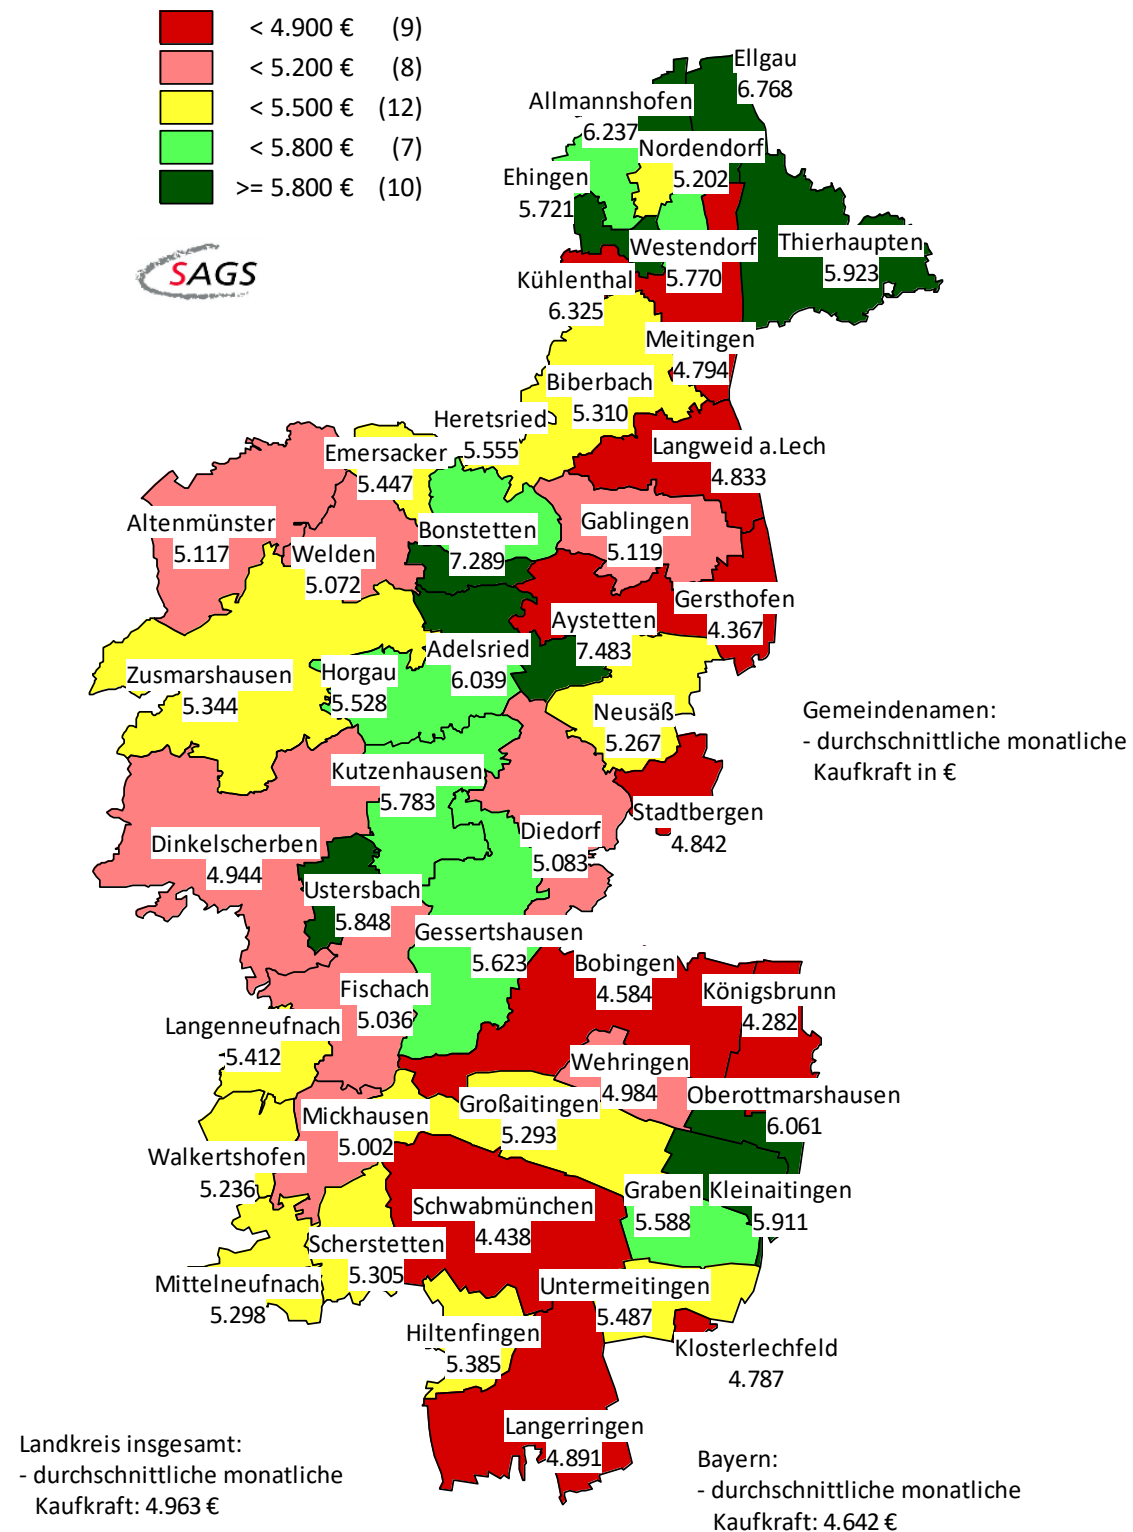 < 4.900 € (9)
< 5.200 € (8)
< 5.500 € (12)
< 5.800 € (7)
>= 5.800 € (10)
SAGS
Ellgau
6.768
Allmannshofen
6.237
Nordendorf
5.202
Ehingen
5.721
Westendorf
5.770
Thierhaupten
5.923
Kühlenthal
6.325
Meitingen
4.794
Biberbach
5.310
Heretsried
5.555
Langweid a.Lech
4.833
Emersacker
5.447
Altenmünster
5.117
Welden
5.072
Bonstetten
7.289
Gablingen
5.119
Gersthofen
4.367
Aystetten
7.483
Adelsried
6.039
Horgau
5.528
Zusmarshausen
5.344
Neusäß
5.267
Gemeindenamen:
- durchschnittliche monatliche
Kaufkraft in €
Kutzenhausen
5.783
Stadtbergen
4.842
Diedorf
5.083
Dinkelscherben
4.944
Ustersbach
5.848
Gessertshausen
5.623
Bobingen
4.584
Königsbrunn
4.282
Fischach
5.036
Langenneufnach
5.412
Wehringen
4.984
Oberottmarshausen
6.061
Großaitingen
5.293
Mickhausen
5.002
Walkertshofen
5.236
Graben
5.588
Kleinaitingen
5.911
Schwabmünchen
4.438
Scherstetten
5.305
Mittelneufnach
5.298
Untermeitingen
5.487
Hiltenfingen
5.385
Klosterlechfeld
4.787
Langerringen
4.891
Landkreis insgesamt:
- durchschnittliche monatliche
Kaufkraft: 4.963 €
Bayern:
- durchschnittliche monatliche
Kaufkraft: 4.642 €